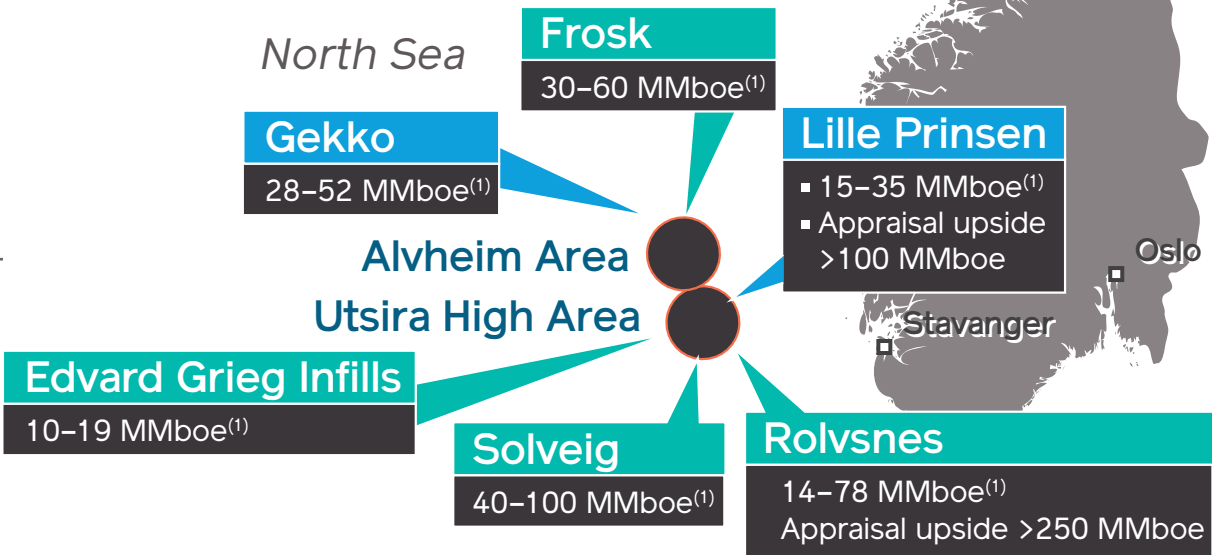 North Sea
Frosk
30–60 MMboe(1)
Gekko
28–52 MMboe(1)
Lille Prinsen
▪ 15–35 MMboe(1)
▪ Appraisal upside
>100 MMboe
Alvheim Area
Utsira High Area
Oslo
Stavanger
Edvard Grieg Infills
10–19 MMboe(1)
Solveig
40–100 MMboe(1)
Rolvsnes
14–78 MMboe(1)
Appraisal upside >250 MMboe